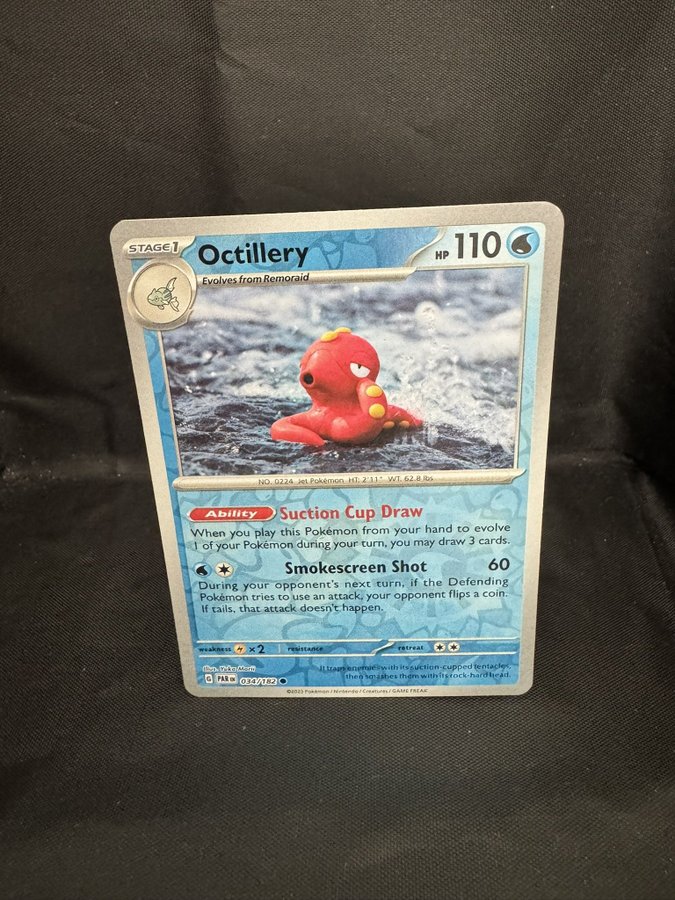 STAGE 1
Octillery
HP 110
Evolves from Remoraid
NO. 0224 Jet Pokémon HT: 2'11" WT: 62.8 lbs
Ability Suction Cup Draw
When you play this Pokémon from your hand to evolve
1 of your Pokémon during your turn, you may draw 3 cards.
Smokescreen Shot 60
During your opponent's next turn, if the Defending
Pokémon tries to use an attack, your opponent flips a coin.
If tails, that attack doesn't happen.
weakness ×2 resistance retreat
Illus. Yuka Morii
It traps enemies with its suction-cupped tentacles,
then smashes them with its rock-hard head.
G PAR EN 034/182
©2023 Pokémon / Nintendo / Creatures / GAME FREAK